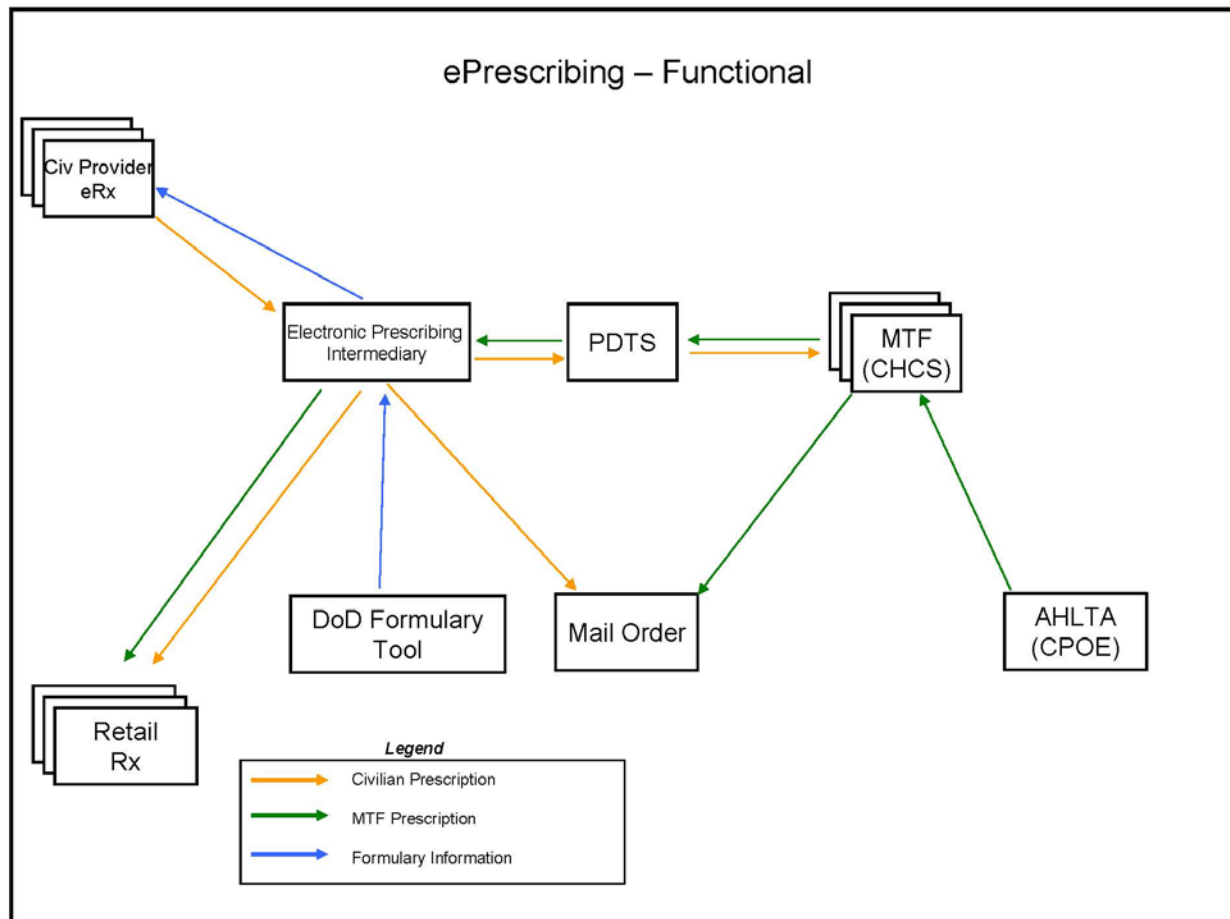 ePrescribing – Functional
Civ Provider
eRx
Electronic Prescribing
Intermediary
PDTS
MTF
(CHCS)
DoD Formulary
Tool
Mail Order
AHLTA
(CPOE)
Retail
Rx
Legend
Civilian Prescription
MTF Prescription
Formulary Information